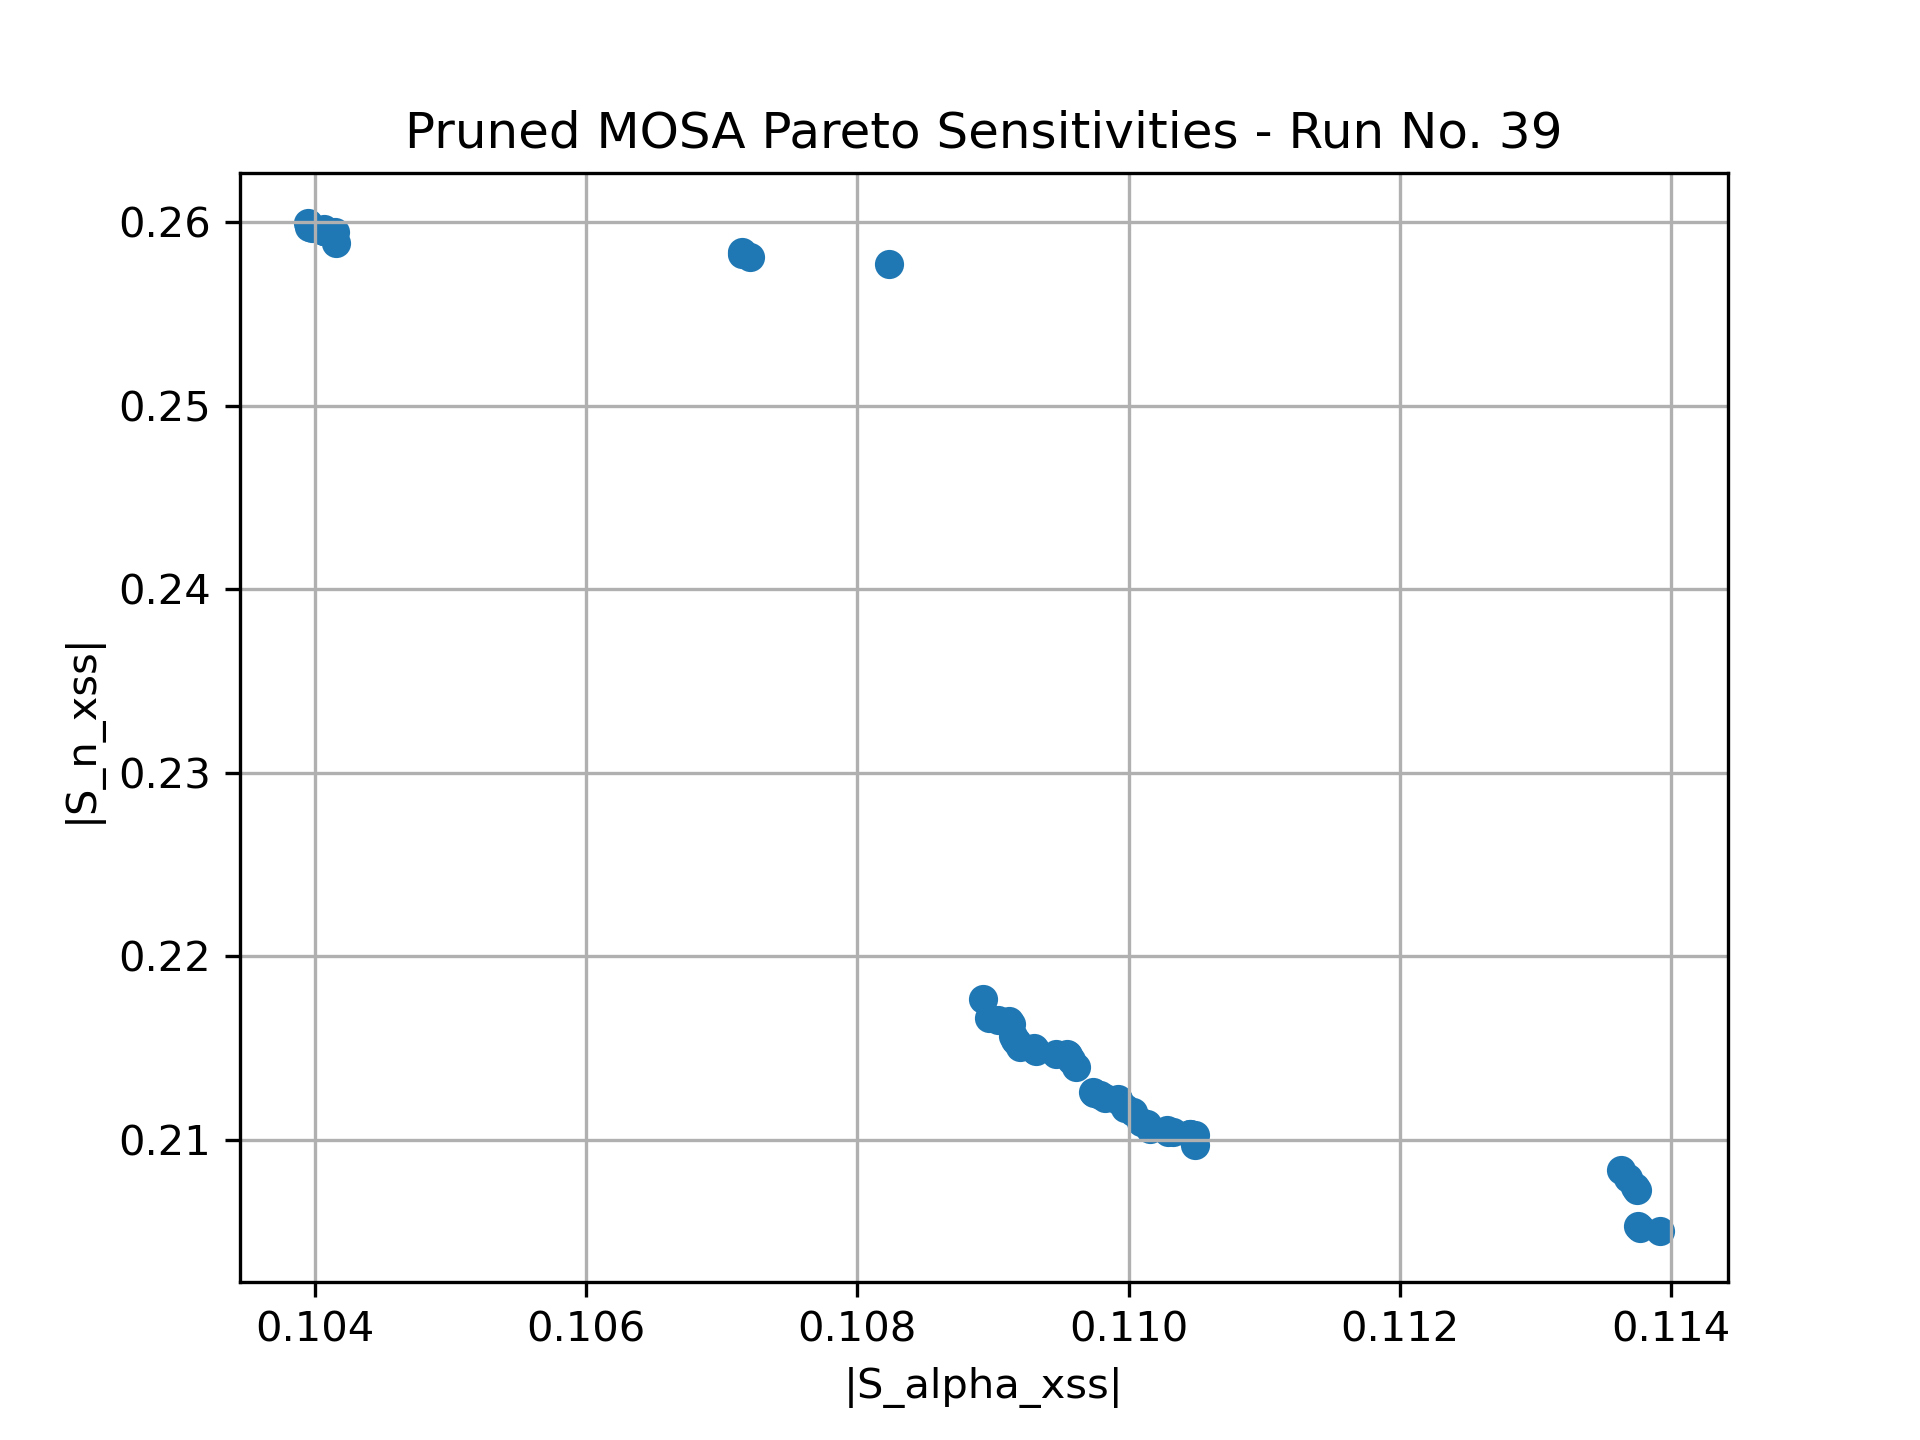 Pruned MOSA Pareto Sensitivities - Run No. 39
0.26
0.25
0.24
0.23
0.22
0.21
|S_n_xss|
0.104 0.106 0.108 0.110 0.112 0.114
|S_alpha_xss|